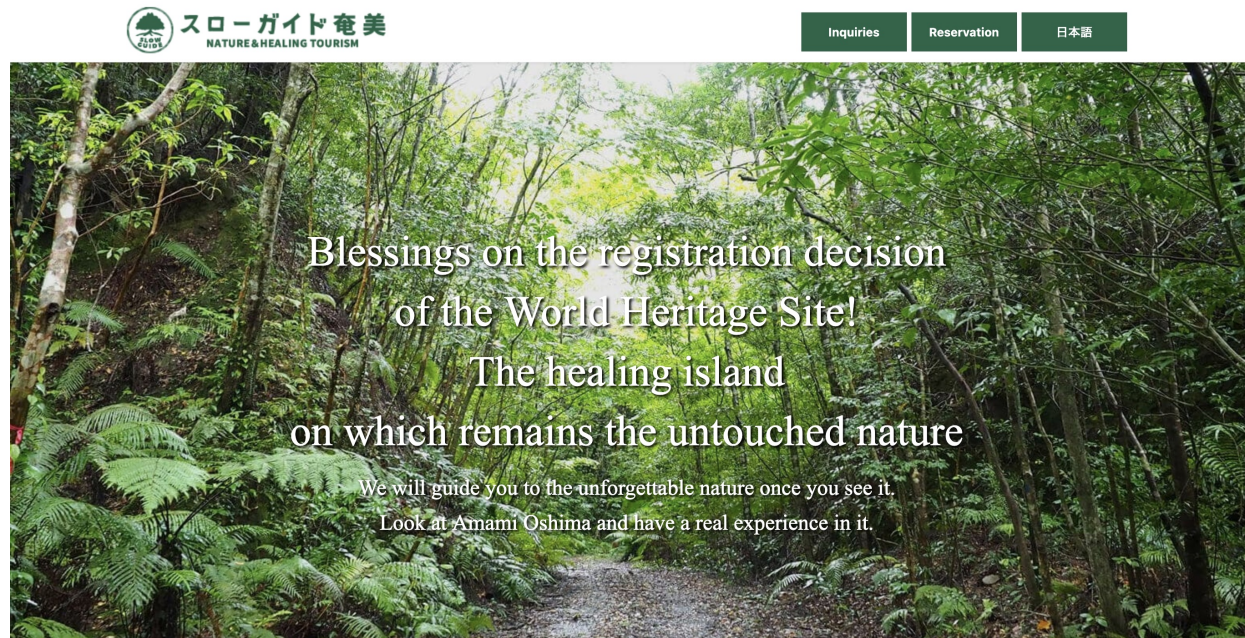 スローガイド奄美
SLOW
GUIDE
NATURE&HEALING TOURISM
Inquiries
Reservation
日本語
Blessings on the registration decision
of the World Heritage Site!
The healing island
on which remains the untouched nature
We will guide you to the unforgettable nature once you see it.
Look at Amami Oshima and have a real experience in it.